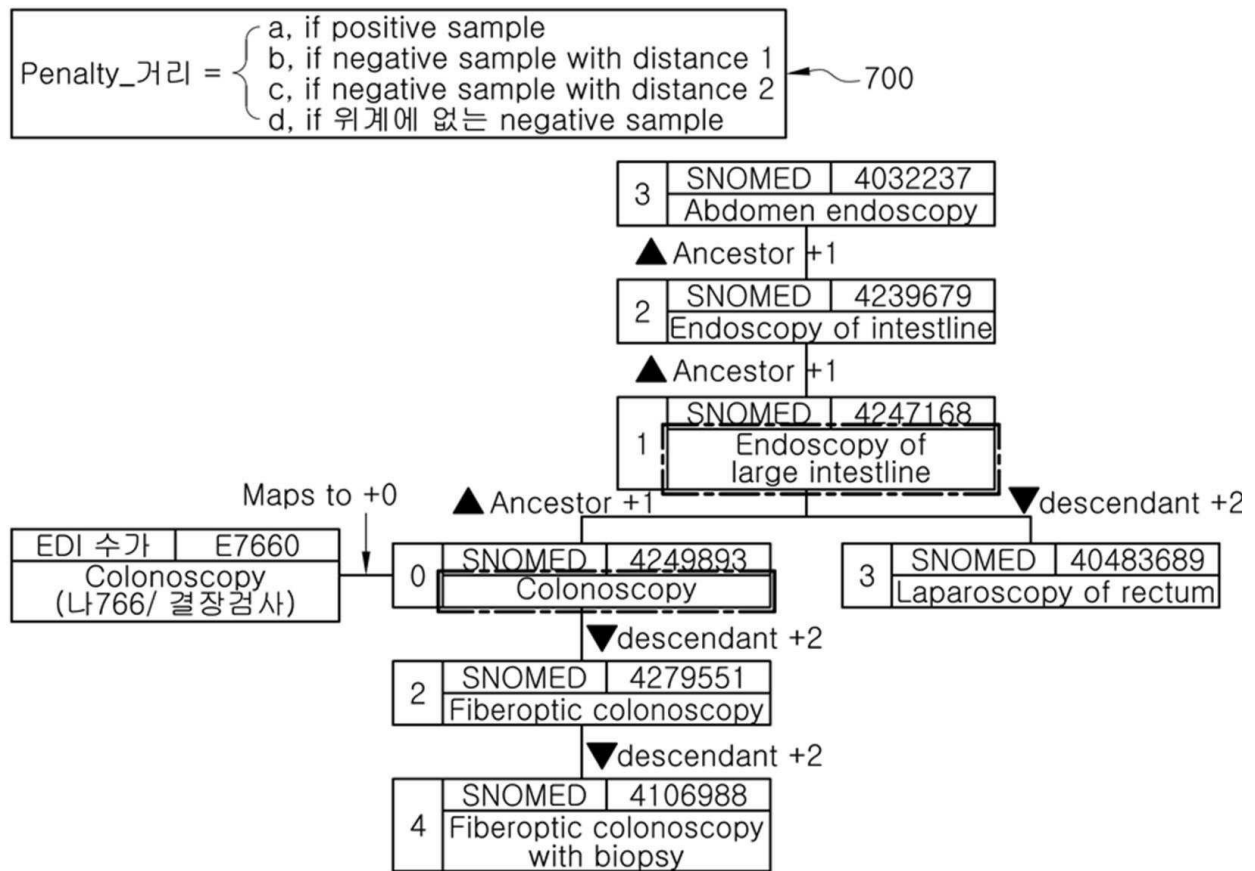 Penalty_거리 =
a, if positive sample
b, if negative sample with distance 1
c, if negative sample with distance 2
d, if 위계에 없는 negative sample
700
3 SNOMED 4032237
Abdomen endoscopy
▲ Ancestor +1
2 SNOMED 4239679
Endoscopy of intestline
▲ Ancestor +1
1 SNOMED 4247168
Endoscopy of
large intestline
Maps to +0
▲ Ancestor +1
▼descendant +2
EDI 수가 E7660
Colonoscopy
(나766/ 결장검사)
0 SNOMED 4249893
Colonoscopy
3 SNOMED 40483689
Laparoscopy of rectum
▼descendant +2
2 SNOMED 4279551
Fiberoptic colonoscopy
▼descendant +2
4 SNOMED 4106988
Fiberoptic colonoscopy
with biopsy